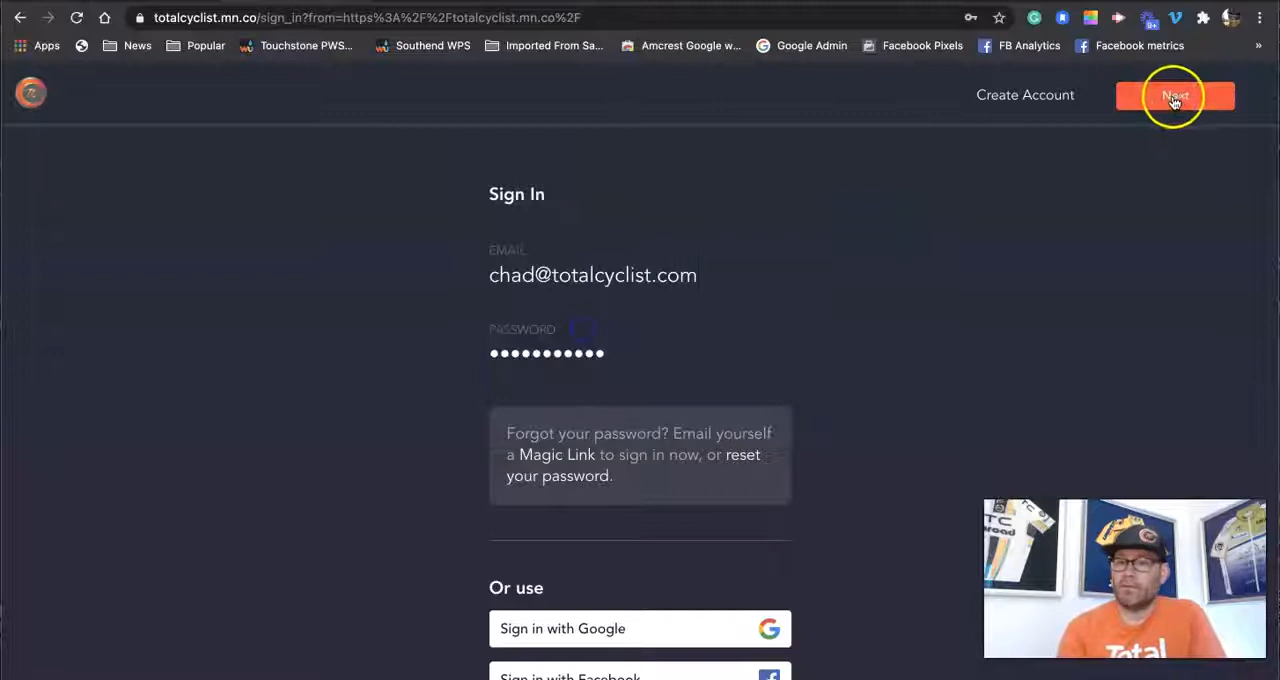 totalcyclist.mn.co/sign_in?from=https%3A%2F%2Ftotalcyclist.mn.co%2F
Apps
News
Popular
Touchstone PWS...
Southend WPS
Imported From Sa...
Amcrest Google w...
Google Admin
Facebook Pixels
FB Analytics
Facebook metrics
»
Create Account
Next
Sign In
EMAIL
chad@totalcyclist.com
PASSWORD
Forgot your password? Email yourself
a Magic Link to sign in now, or reset
your password.
Or use
Sign in with Google
Sign in with Facebook
TC
road
Total